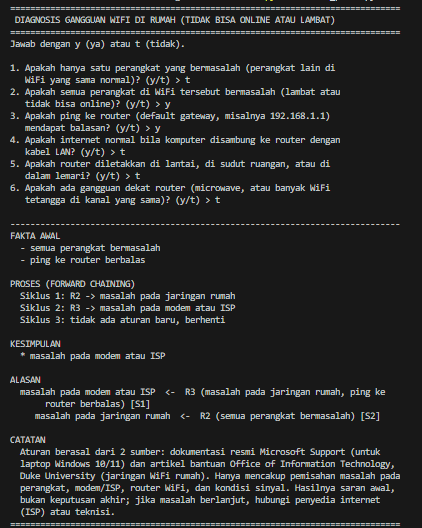 ================================================================================
DIAGNOSIS GANGGUAN WIFI DI RUMAH (TIDAK BISA ONLINE ATAU LAMBAT)
================================================================================
Jawab dengan y (ya) atau t (tidak).

1. Apakah hanya satu perangkat yang bermasalah (perangkat lain di
WiFi yang sama normal)? (y/t) > t
2. Apakah semua perangkat di WiFi tersebut bermasalah (lambat atau
tidak bisa online)? (y/t) > y
3. Apakah ping ke router (default gateway, misalnya 192.168.1.1)
mendapat balasan? (y/t) > y
4. Apakah internet normal bila komputer disambung ke router dengan
kabel LAN? (y/t) > t
5. Apakah router diletakkan di lantai, di sudut ruangan, atau di
dalam lemari? (y/t) > t
6. Apakah ada gangguan dekat router (microwave, atau banyak WiFi
tetangga di kanal yang sama)? (y/t) > t

--------------------------------------------------------------------------------
FAKTA AWAL
- semua perangkat bermasalah
- ping ke router berbalas

PROSES (FORWARD CHAINING)
Siklus 1: R2 -> masalah pada jaringan rumah
Siklus 2: R3 -> masalah pada modem atau ISP
Siklus 3: tidak ada aturan baru, berhenti

KESIMPULAN
* masalah pada modem atau ISP

ALASAN
masalah pada modem atau ISP <- R3 (masalah pada jaringan rumah, ping ke
router berbalas) [S1]
masalah pada jaringan rumah <- R2 (semua perangkat bermasalah) [S2]

CATATAN
Aturan berasal dari 2 sumber: dokumentasi resmi Microsoft Support (untuk
laptop Windows 10/11) dan artikel bantuan Office of Information Technology,
Duke University (jaringan WiFi rumah). Hanya mencakup pemisahan masalah pada
perangkat, modem/ISP, router WiFi, dan kondisi sinyal. Hasilnya saran awal,
bukan keputusan akhir; jika masalah berlanjut, hubungi penyedia internet
(ISP) atau teknisi.
================================================================================